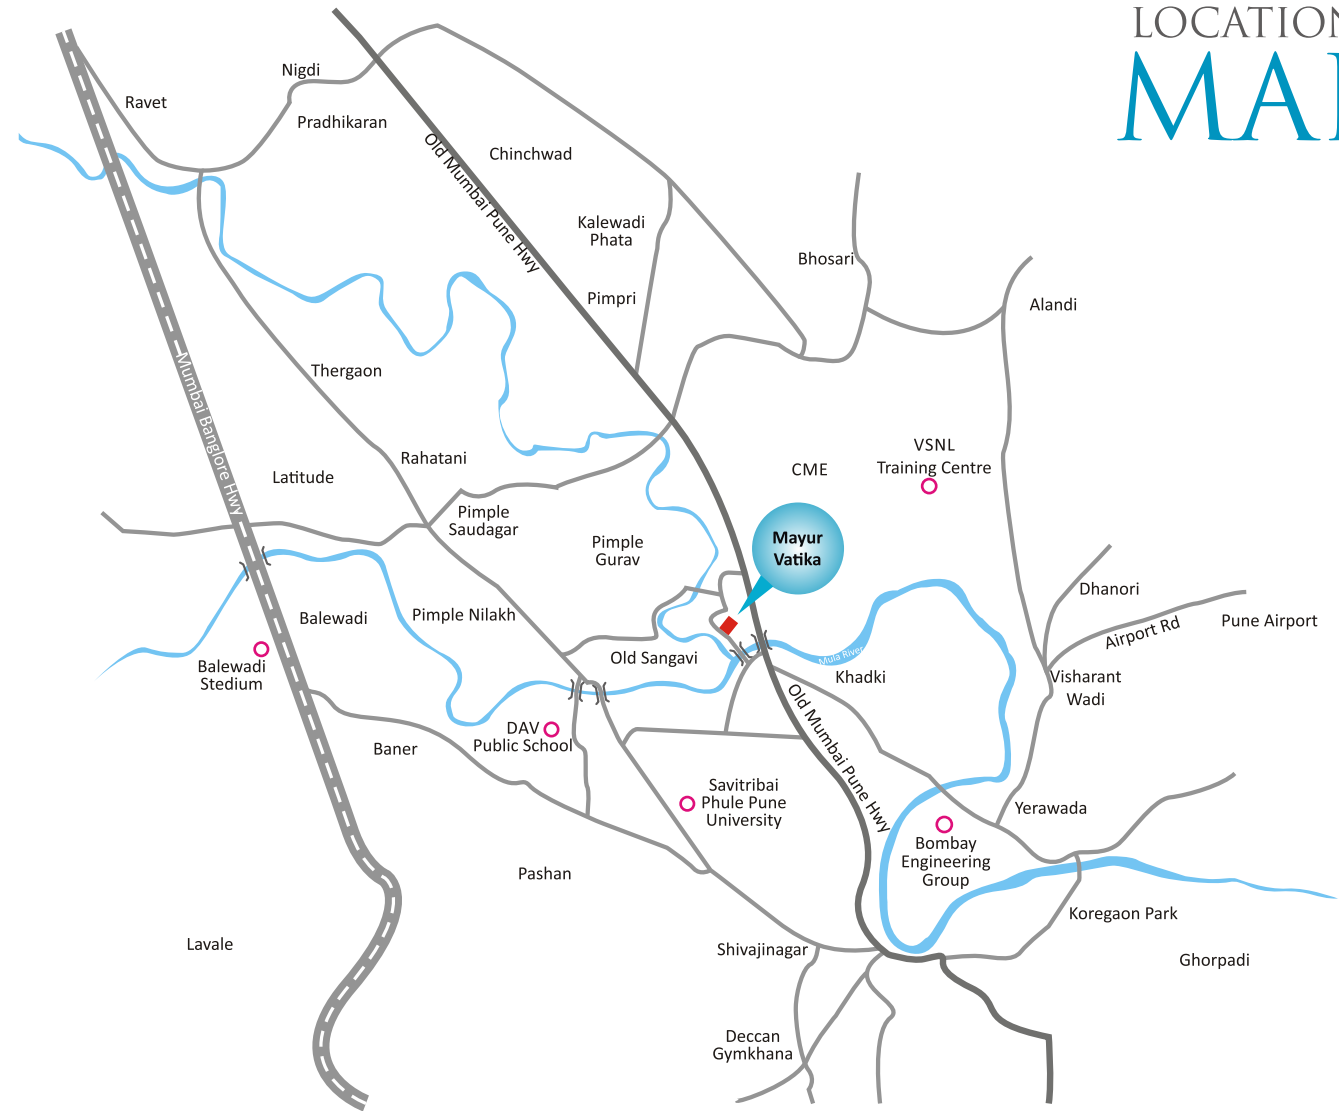 LOCATION
MAP
Nigdi
Ravet
Pradhikaran
Old Mumbai Pune Hwy
Chinchwad
Kalewadi
Phata
Bhosari
Pimpri
Alandi
Thergaon
Mumbai Banglore Hwy
VSNL
Training Centre
Rahatani
CME
Latitude
Pimple
Saudagar
Pimple
Gurav
Mayur
Vatika
Dhanori
Airport Rd
Pune Airport
Balewadi
Pimple Nilakh
Old Sangavi
Mula River
Khadki
Visharant
Wadi
Balewadi
Stedium
Old Mumbai Pune Hwy
DAV
Public School
Baner
Savitribai
Phule Pune
University
Yerawada
Bombay
Engineering
Group
Pashan
Koregaon Park
Lavale
Shivajinagar
Ghorpadi
Deccan
Gymkhana